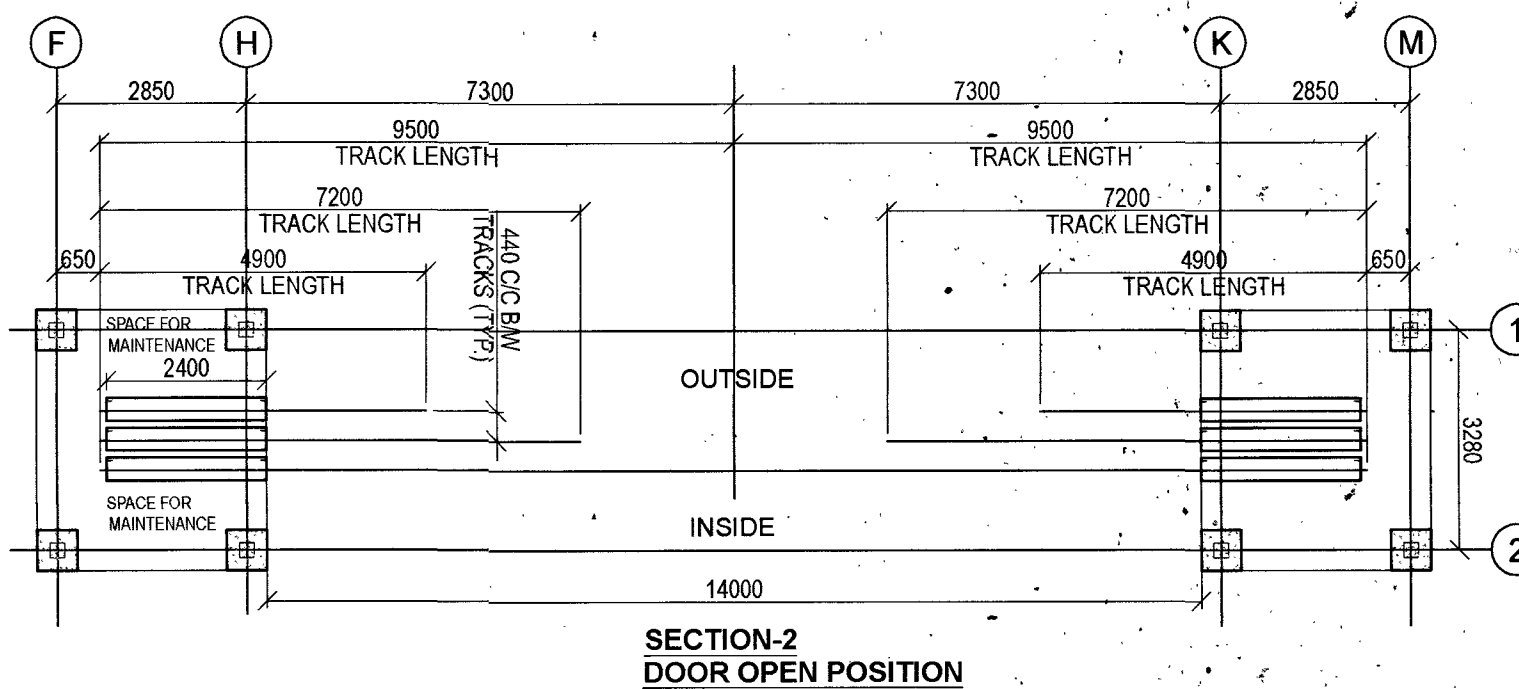 F
H
K
M
2850
7300
7300
2850
9500
9500
TRACK LENGTH
TRACK LENGTH
7200
7200
TRACK LENGTH
TRACK LENGTH
650
4900
4900
650
TRACK LENGTH
TRACK LENGTH
440 C/C B/W
TRACKS (TYP.)
SPACE FOR
MAINTENANCE
2400
1
OUTSIDE
3280
SPACE FOR
MAINTENANCE
INSIDE
2
14000
SECTION-2
DOOR OPEN POSITION